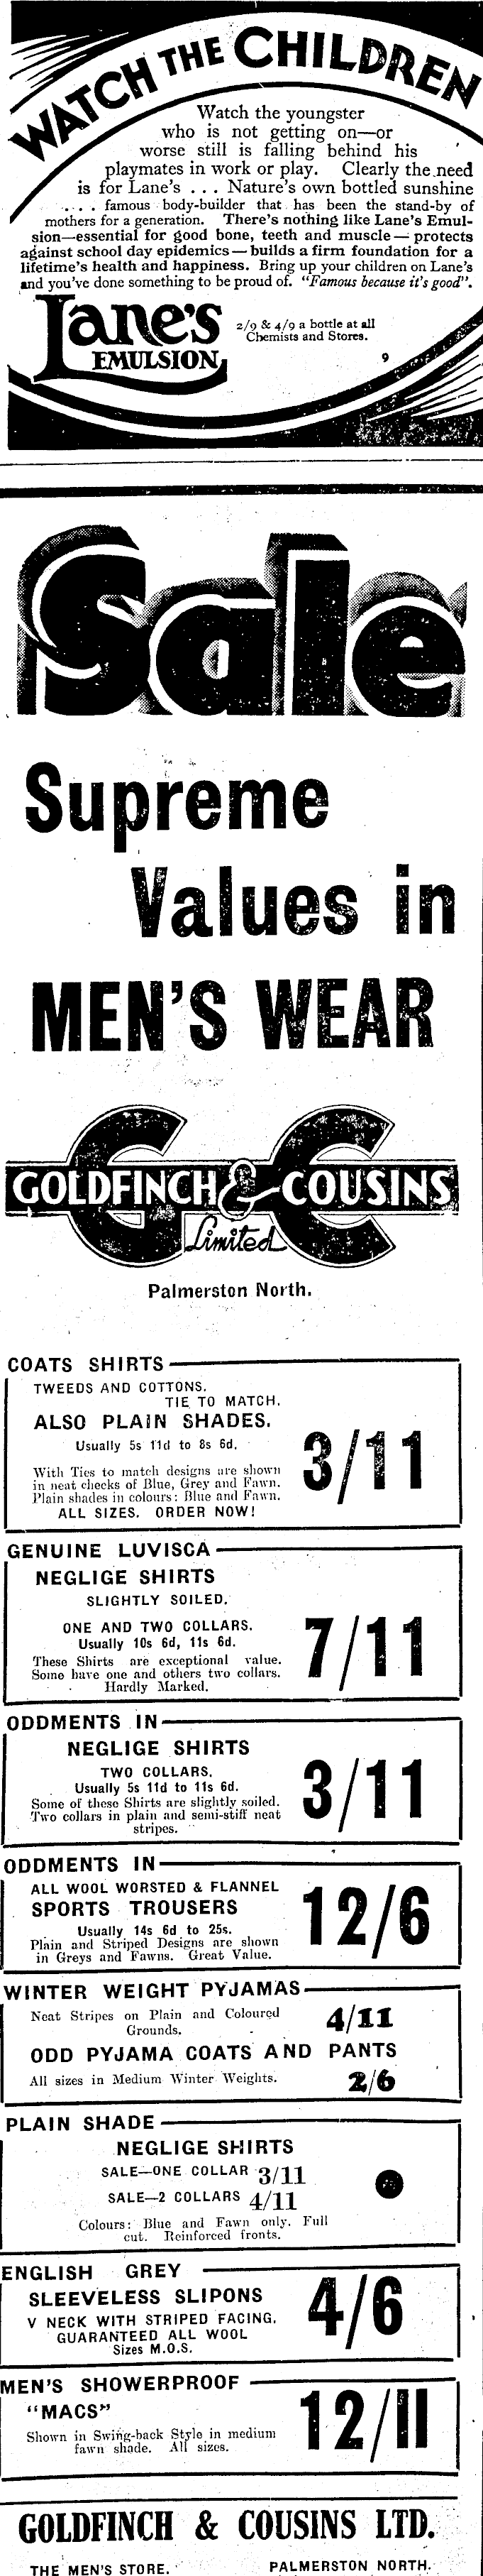 WATCH THE CHILDREN
Watch the youngster
who is not getting on—or
worse still is falling behind his
playmates in work or play. Clearly the need
is for Lane's . . . Nature's own bottled sunshine
. . . . famous body-builder that has been the stand-by of
mothers for a generation. There's nothing like Lane's Emul-
sion—essential for good bone, teeth and muscle—protects
against school day epidemics—builds a firm foundation for a
lifetime's health and happiness. Bring up your children on Lane's
and you've done something to be proud of. "Famous because it's good".
Lane's
EMULSION
2/9 & 4/9 a bottle at all
Chemists and Stores.
9
Sale
Supreme
Values in
MEN'S WEAR
GOLDFINCH & COUSINS
Limited
Palmerston North.
COATS SHIRTS
TWEEDS AND COTTONS.
TIE TO MATCH.
ALSO PLAIN SHADES.
Usually 5s 11d to 8s 6d.
3/11
With Ties to match designs are shown
in neat checks of Blue, Grey and Fawn.
Plain shades in colours: Blue and Fawn.
ALL SIZES. ORDER NOW!
GENUINE LUVISCA
NEGLIGE SHIRTS
SLIGHTLY SOILED.
ONE AND TWO COLLARS.
Usually 10s 6d, 11s 6d.
7/11
These Shirts are exceptional value.
Some have one and others two collars.
Hardly Marked.
ODDMENTS IN
NEGLIGE SHIRTS
TWO COLLARS.
Usually 5s 11d to 11s 6d.
3/11
Some of these Shirts are slightly soiled.
Two collars in plain and semi-stiff neat
stripes.
ODDMENTS IN
ALL WOOL WORSTED & FLANNEL
SPORTS TROUSERS
12/6
Usually 14s 6d to 25s.
Plain and Striped Designs are shown
in Greys and Fawns. Great Value.
WINTER WEIGHT PYJAMAS
Neat Stripes on Plain and Coloured
Grounds.
4/11
ODD PYJAMA COATS AND PANTS
All sizes in Medium Winter Weights.
2/6
PLAIN SHADE
NEGLIGE SHIRTS
SALE—ONE COLLAR 3/11
SALE—2 COLLARS 4/11
Colours: Blue and Fawn only. Full
cut. Reinforced fronts.
ENGLISH GREY
SLEEVELESS SLIPONS
V NECK WITH STRIPED FACING.
GUARANTEED ALL WOOL
Sizes M.O.S.
4/6
MEN'S SHOWERPROOF
"MACS"
12/11
Shown in Swing-back Style in medium
fawn shade. All sizes.
GOLDFINCH & COUSINS LTD.
THE MEN'S STORE. PALMERSTON NORTH.